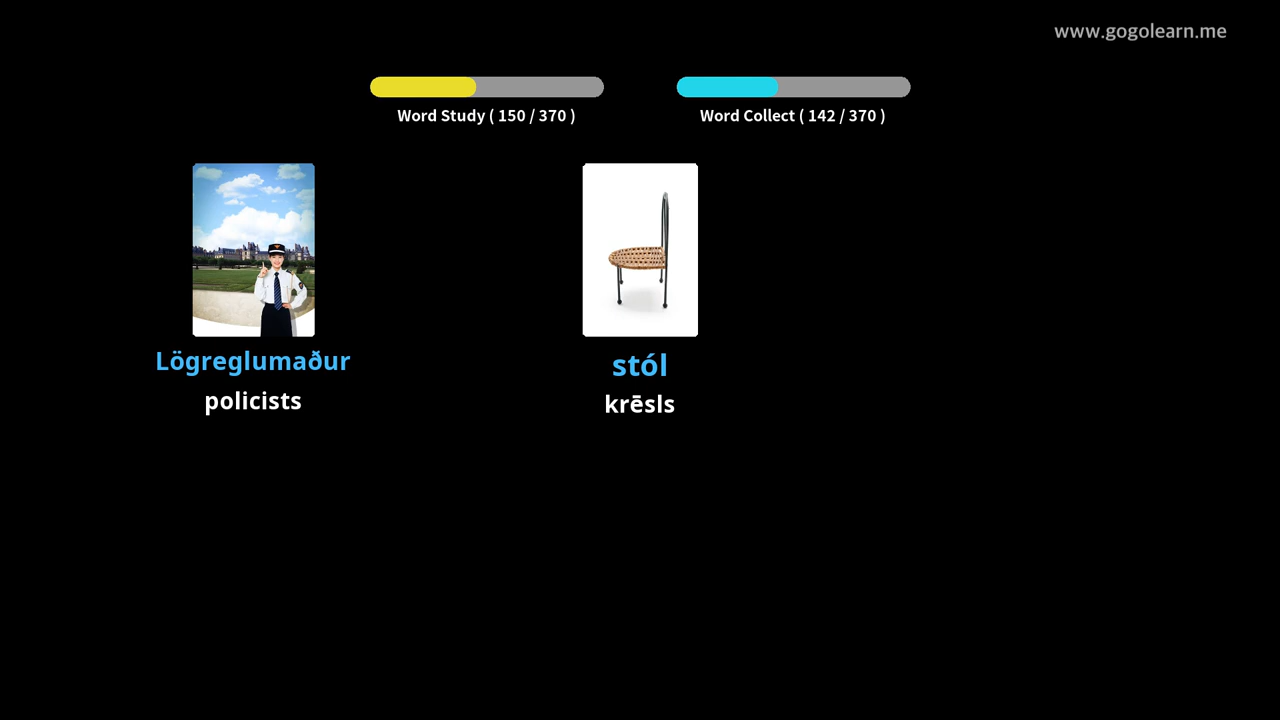 www.gogolearn.me
Word Study ( 150 / 370 )
Word Collect ( 142 / 370 )
Lögreglumaður
policists
stól
krēsls